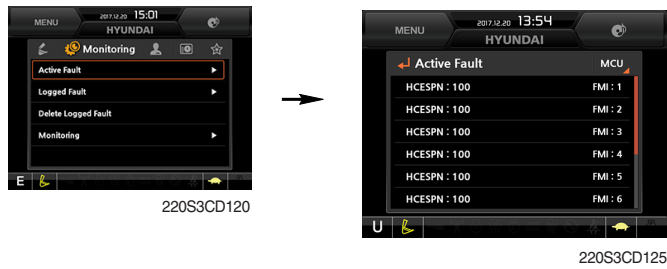 MENU
2017.12.20 15:01
HYUNDAI
Monitoring
Active Fault
Logged Fault
Delete Logged Fault
Monitoring
E
220S3CD120
MENU
2017.12.20 13:54
HYUNDAI
Active Fault MCU
HCESPN : 100 FMI : 1
HCESPN : 100 FMI : 2
HCESPN : 100 FMI : 3
HCESPN : 100 FMI : 4
HCESPN : 100 FMI : 5
HCESPN : 100 FMI : 6
U
220S3CD125